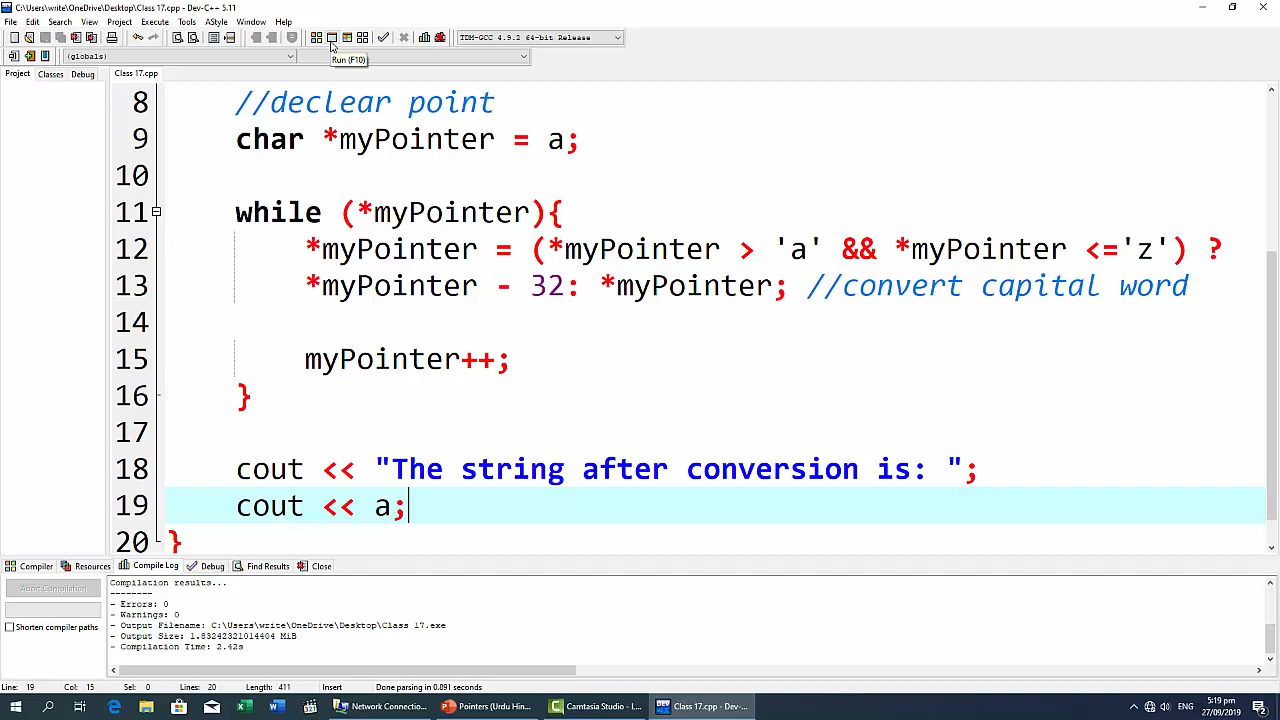 C:\Users\write\OneDrive\Desktop\Class 17.cpp - Dev-C++ 5.11
File Edit Search View Project Execute Tools AStyle Window Help
TDM-GCC 4.9.2 64-bit Release
(globals)
Run (F10)
Project Classes Debug Class 17.cpp
8 //declear point
9 char *myPointer = a;
10
11 while (*myPointer){
12 *myPointer = (*myPointer > 'a' && *myPointer <='z') ?
13 *myPointer - 32: *myPointer; //convert capital word
14
15 myPointer++;
16 }
17
18 cout << "The string after conversion is: ";
19 cout << a;
20 }
Compiler Resources Compile Log Debug Find Results Close
Abort Compilation
Shorten compiler paths
Compilation results...
--------
- Errors: 0
- Warnings: 0
- Output Filename: C:\Users\write\OneDrive\Desktop\Class 17.exe
- Output Size: 1.83242321014404 MiB
- Compilation Time: 2.42s
Line: 19 Col: 15 Sel: 0 Lines: 20 Length: 411 Insert Done parsing in 0.891 seconds
Network Connectio... Pointers (Urdu Hin... Camtasia Studio - L... Class 17.cpp - Dev-...
5:19 pm
27/09/2019